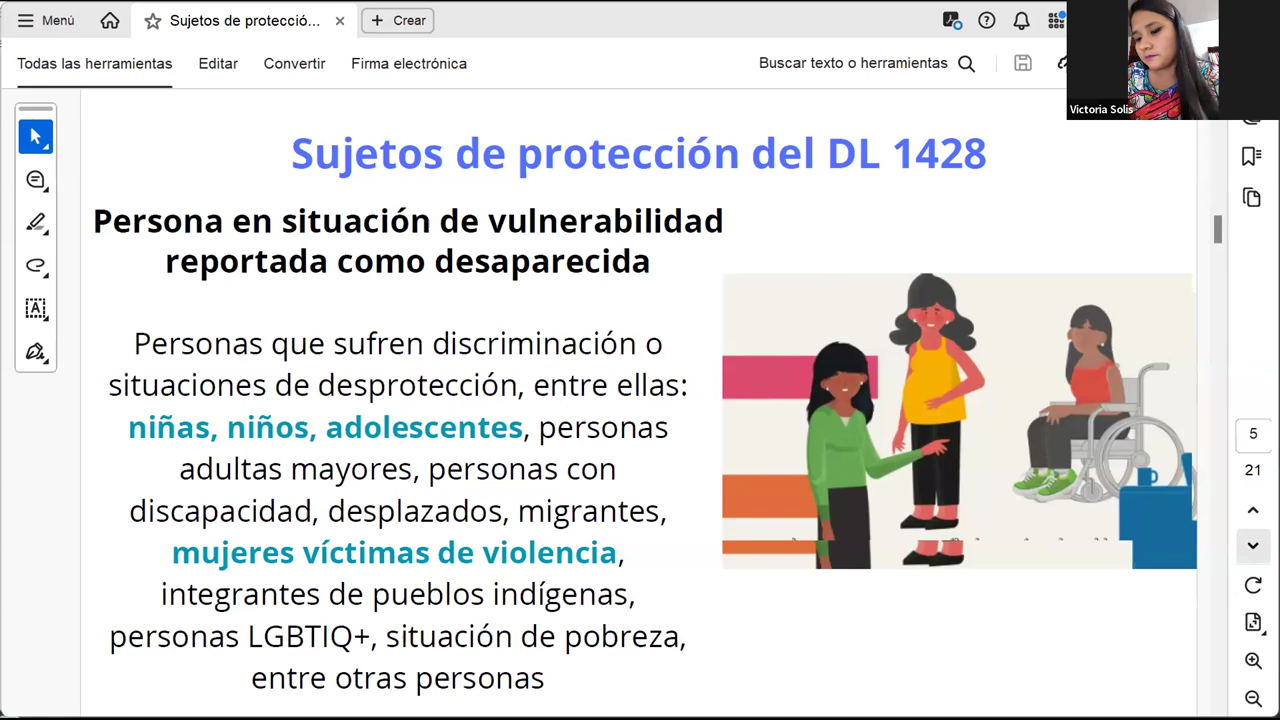 Menú
Sujetos de protecció...
Crear
Todas las herramientas
Editar
Convertir
Firma electrónica
Buscar texto o herramientas
Victoria Solis
Sujetos de protección del DL 1428
Persona en situación de vulnerabilidad
reportada como desaparecida
Personas que sufren discriminación o
situaciones de desprotección, entre ellas:
niñas, niños, adolescentes, personas
adultas mayores, personas con
discapacidad, desplazados, migrantes,
mujeres víctimas de violencia,
integrantes de pueblos indígenas,
personas LGBTIQ+, situación de pobreza,
entre otras personas
5
21